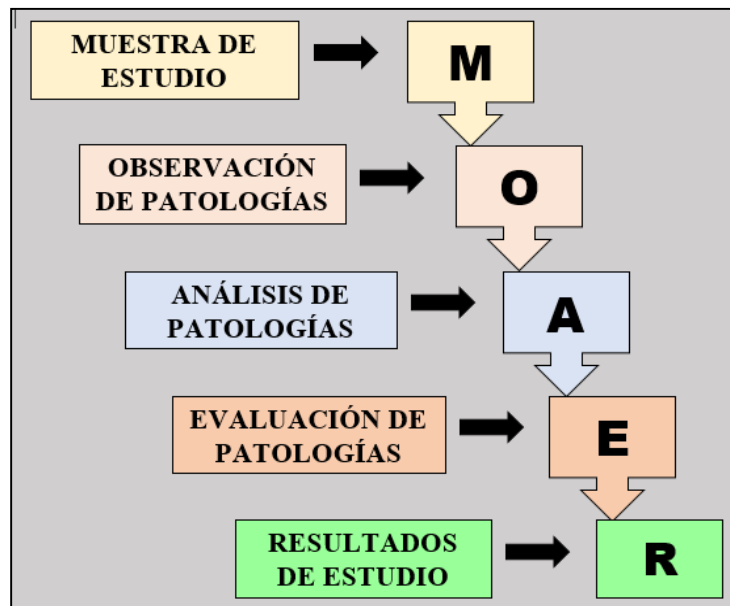 MUESTRA DE
ESTUDIO
M
OBSERVACIÓN
DE PATOLOGÍAS
O
ANÁLISIS DE
PATOLOGÍAS
A
EVALUACIÓN DE
PATOLOGÍAS
E
RESULTADOS
DE ESTUDIO
R